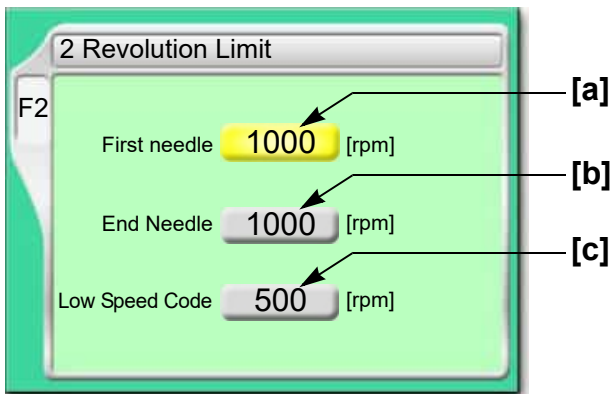 2 Revolution Limit
F2
[a]
First needle 1000 [rpm]
[b]
End Needle 1000 [rpm]
[c]
Low Speed Code 500 [rpm]